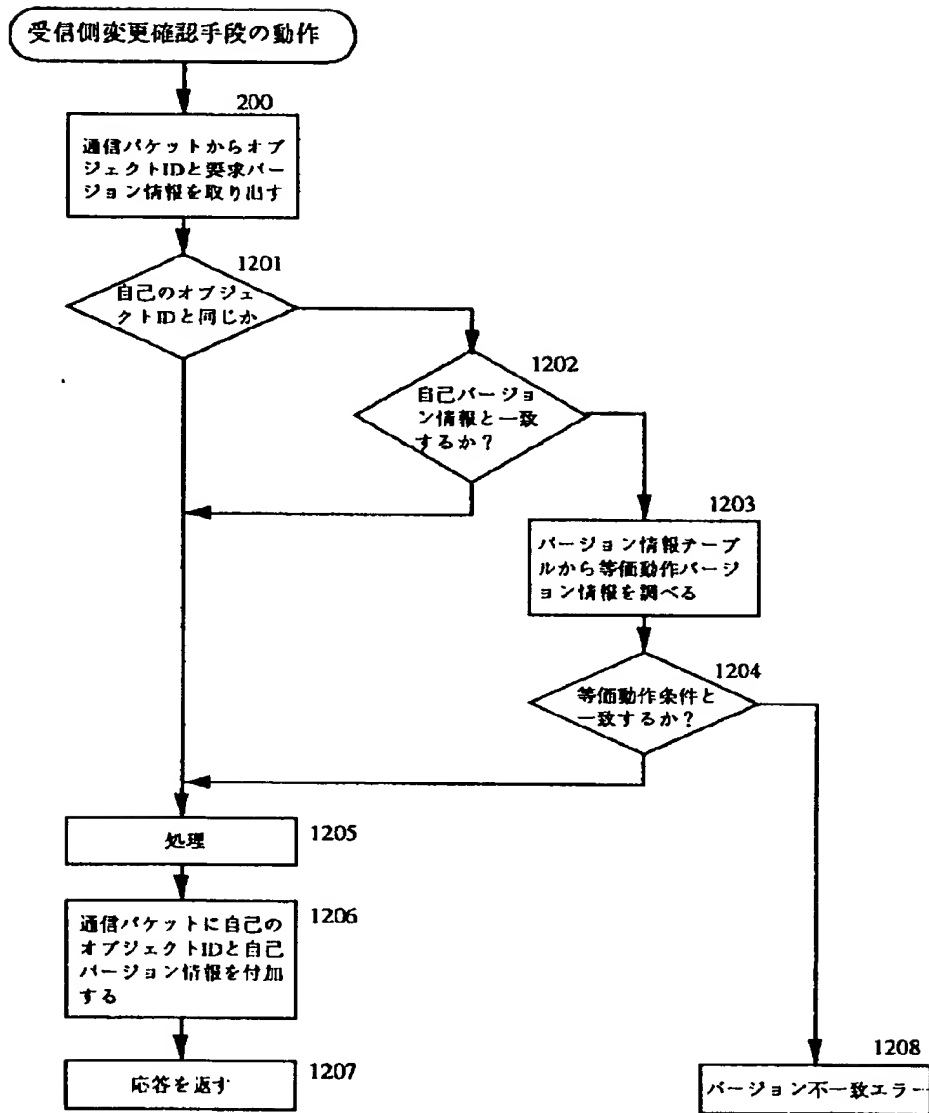 受信側変更確認手段の動作
200
通信パケットからオブ
ジェクトIDと要求バー
ジョン情報を取り出す
1201
自己のオブジェ
クトIDと同じか
1202
自己バージョ
ン情報と一致
するか?
1203
バージョン情報テーブ
ルから等価動作バージ
ョン情報を調べる
1204
等価動作条件と
一致するか?
処理
1205
通信パケットに自己の
オブジェクトIDと自己
バージョン情報を付加
する
1206
応答を返す
1207
1208
バージョン不一致エラー